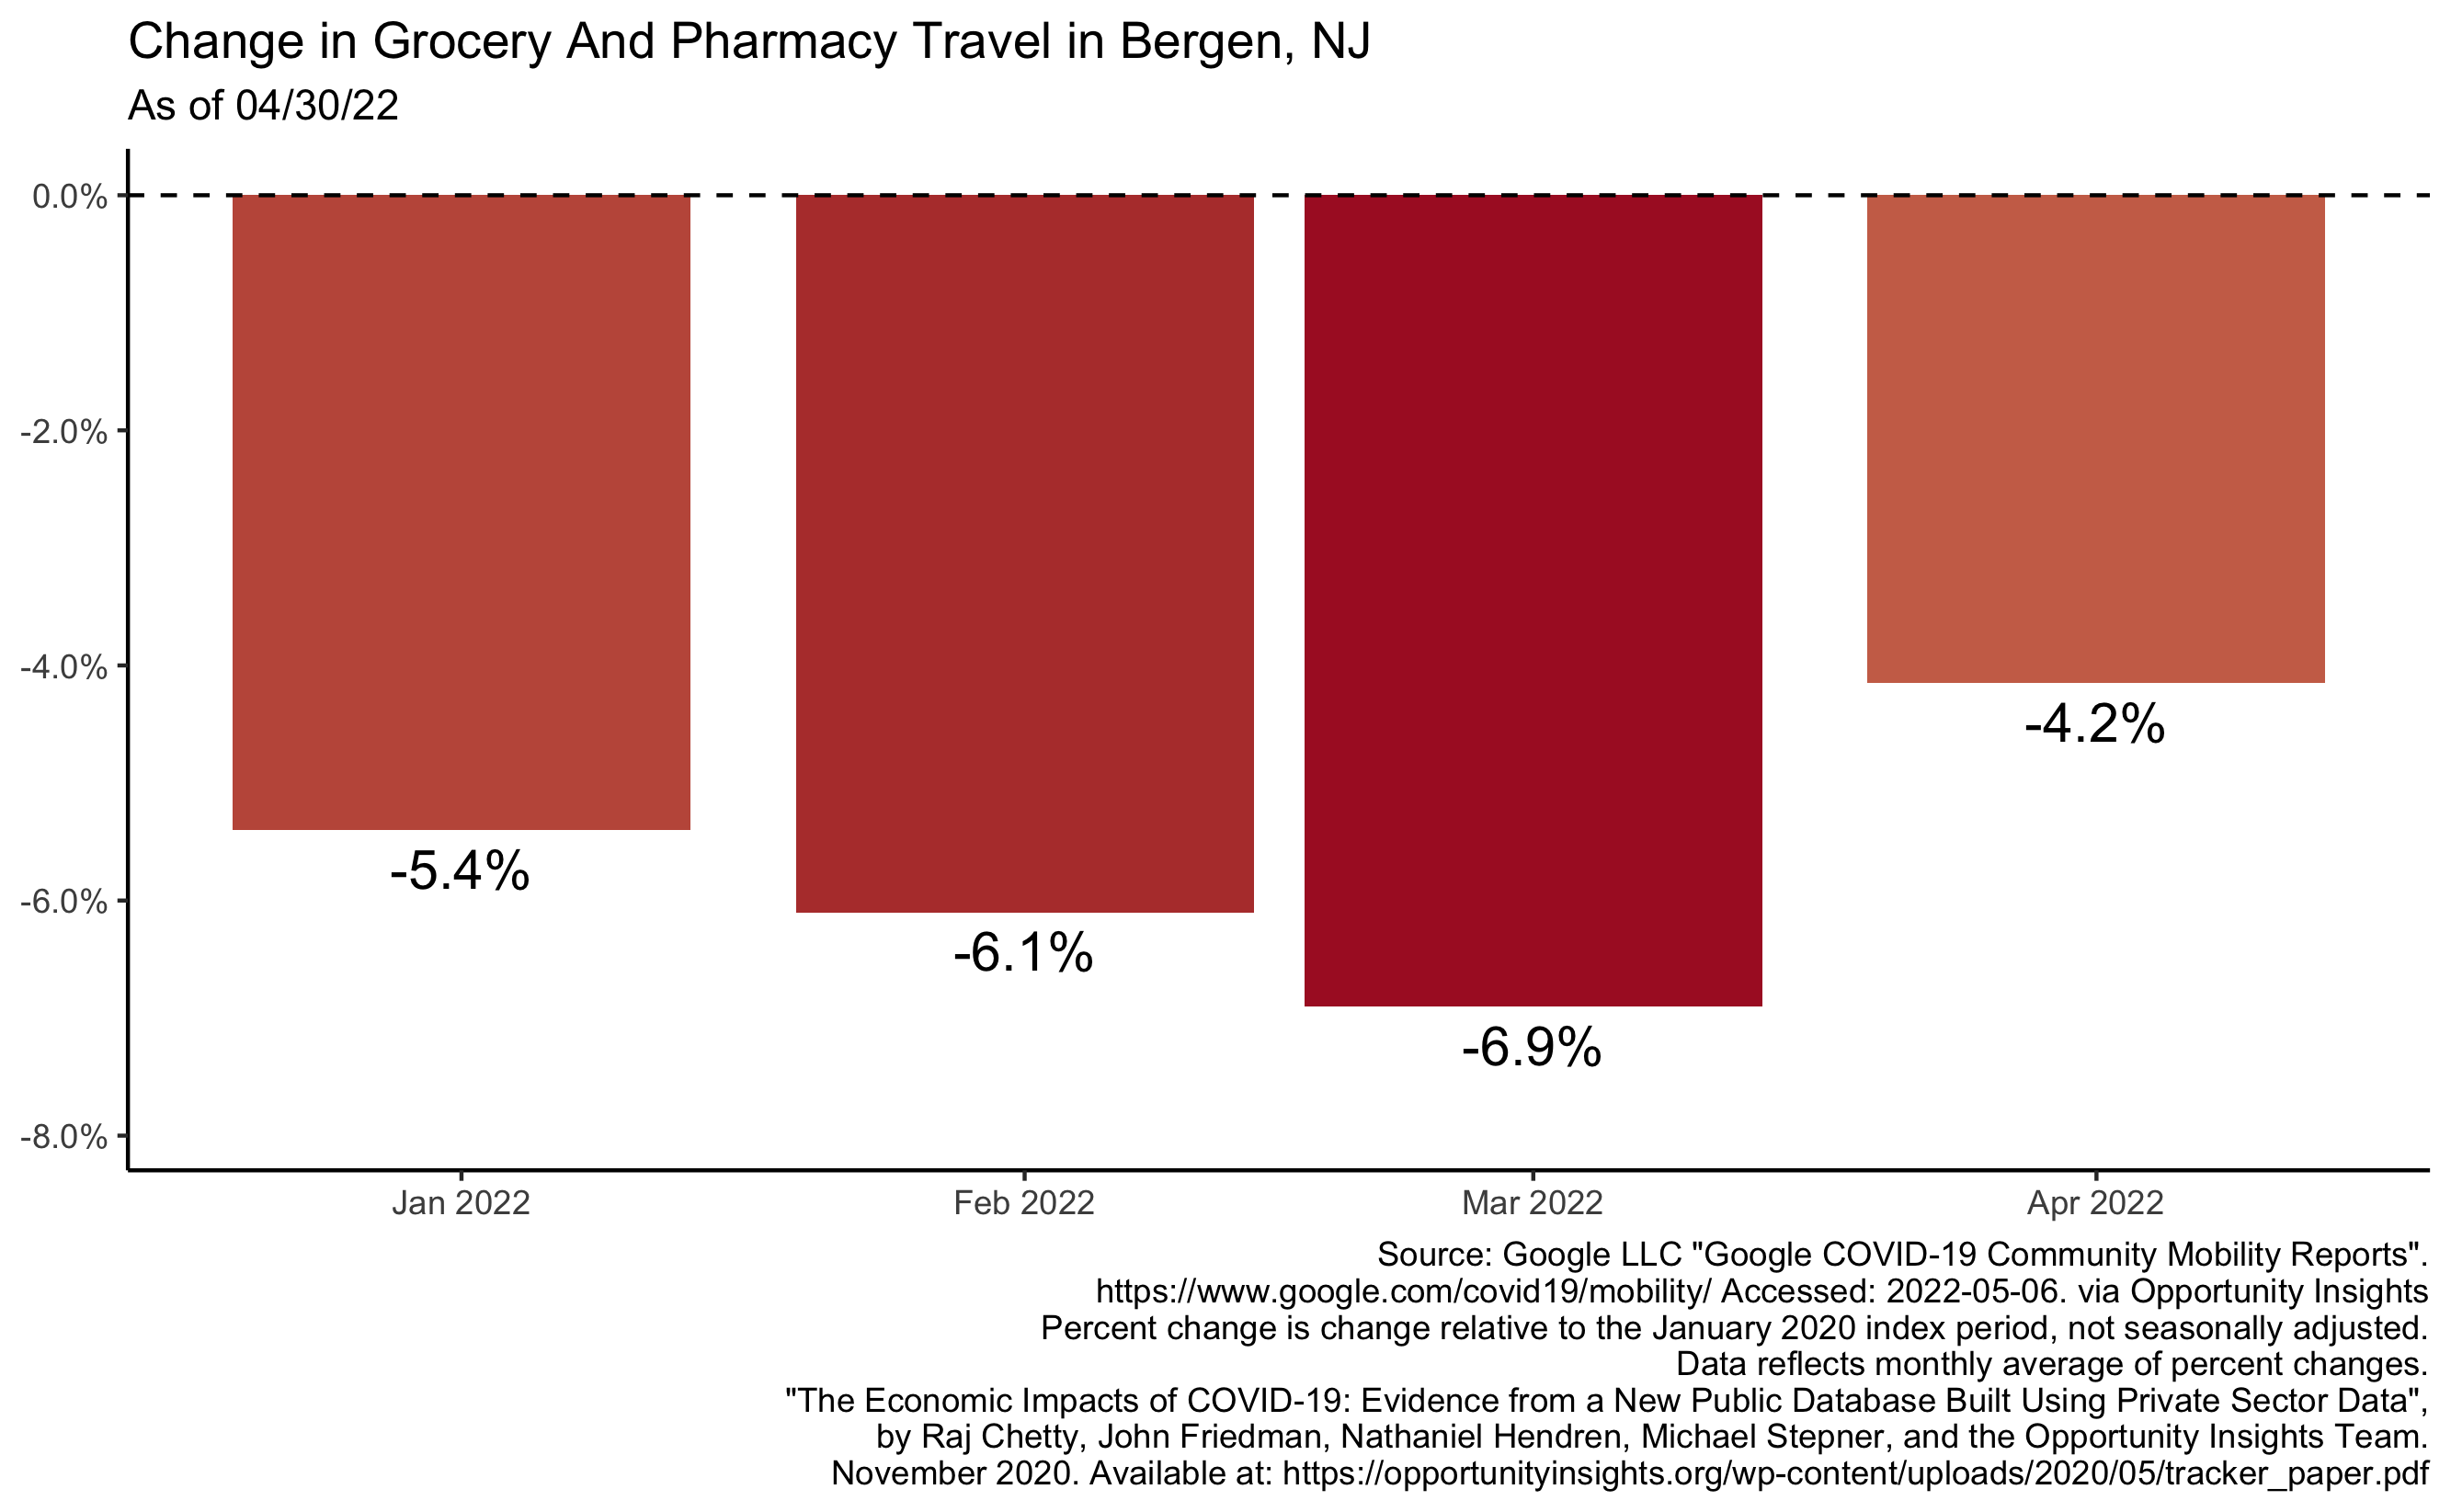 Change in Grocery And Pharmacy Travel in Bergen, NJ
As of 04/30/22
0.0%
-2.0%
-4.0%
-6.0%
-8.0%
-5.4%
-6.1%
-6.9%
-4.2%
Jan 2022
Feb 2022
Mar 2022
Apr 2022
Source: Google LLC "Google COVID-19 Community Mobility Reports".
https://www.google.com/covid19/mobility/ Accessed: 2022-05-06. via Opportunity Insights
Percent change is change relative to the January 2020 index period, not seasonally adjusted.
Data reflects monthly average of percent changes.
"The Economic Impacts of COVID-19: Evidence from a New Public Database Built Using Private Sector Data",
by Raj Chetty, John Friedman, Nathaniel Hendren, Michael Stepner, and the Opportunity Insights Team.
November 2020. Available at: https://opportunityinsights.org/wp-content/uploads/2020/05/tracker_paper.pdf